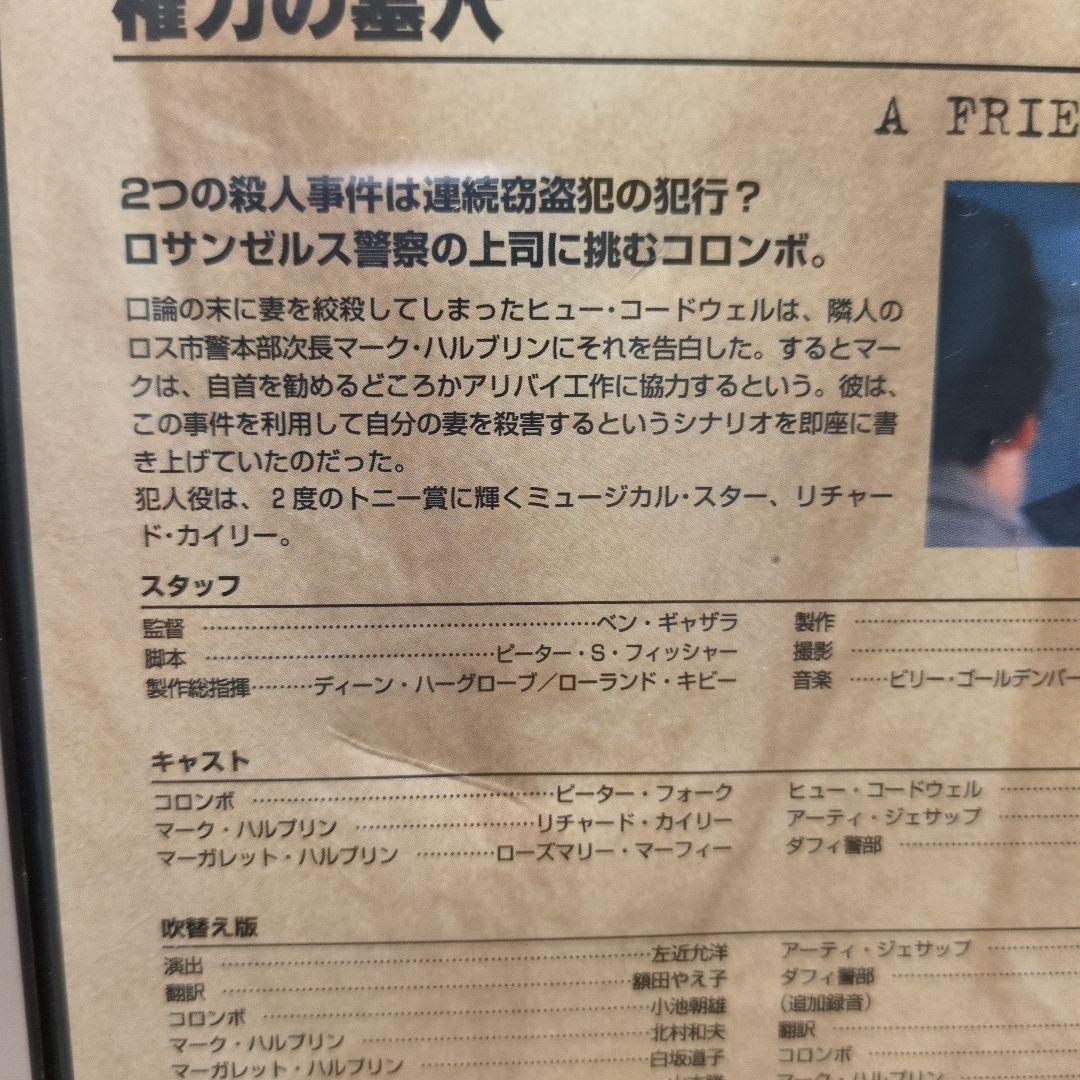 権力の墓穴
A FRIE
2つの殺人事件は連続窃盗犯の犯行？
ロサンゼルス警察の上司に挑むコロンボ。
口論の末に妻を絞殺してしまったヒュー・コードウェルは、隣人の
ロス市警本部次長マーク・ハルプリンにそれを告白した。するとマー
クは、自首を勧めるどころかアリバイ工作に協力するという。彼は、
この事件を利用して自分の妻を殺害するというシナリオを即座に書
き上げていたのだった。
犯人役は、2度のトニー賞に輝くミュージカル・スター、リチャー
ド・カイリー。
スタッフ
監督 ベン・ギャザラ 製作
脚本 ピーター・S・フィッシャー 撮影
製作総指揮 ディーン・ハーグローブ／ローランド・キビー 音楽 ビリー・ゴールデンバー
キャスト
コロンボ ピーター・フォーク ヒュー・コードウェル
マーク・ハルプリン リチャード・カイリー アーティ・ジェサップ
マーガレット・ハルプリン ローズマリー・マーフィー ダフィ警部
吹替え版
演出 左近允洋 アーティ・ジェサップ
翻訳 額田やえ子 ダフィ警部
コロンボ 小池朝雄 （追加録音）
マーク・ハルプリン 北村和夫 翻訳
マーガレット・ハルプリン 白坂道子 コロンボ
マーク・ハルプリン